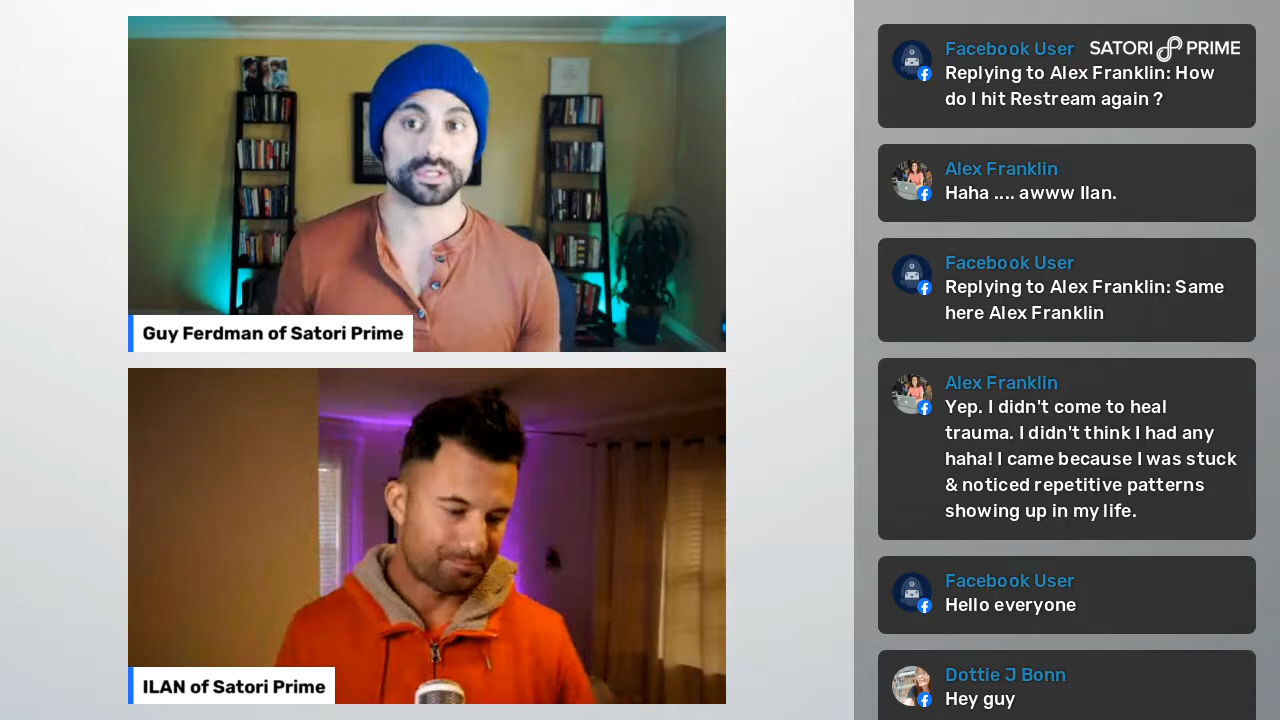 Guy Ferdman of Satori Prime
ILAN of Satori Prime
SATORI PRIME
Facebook User
Replying to Alex Franklin: How
do I hit Restream again ?
Alex Franklin
Haha .... awww Ilan.
Facebook User
Replying to Alex Franklin: Same
here Alex Franklin
Alex Franklin
Yep. I didn't come to heal
trauma. I didn't think I had any
haha! I came because I was stuck
& noticed repetitive patterns
showing up in my life.
Facebook User
Hello everyone
Dottie J Bonn
Hey guy